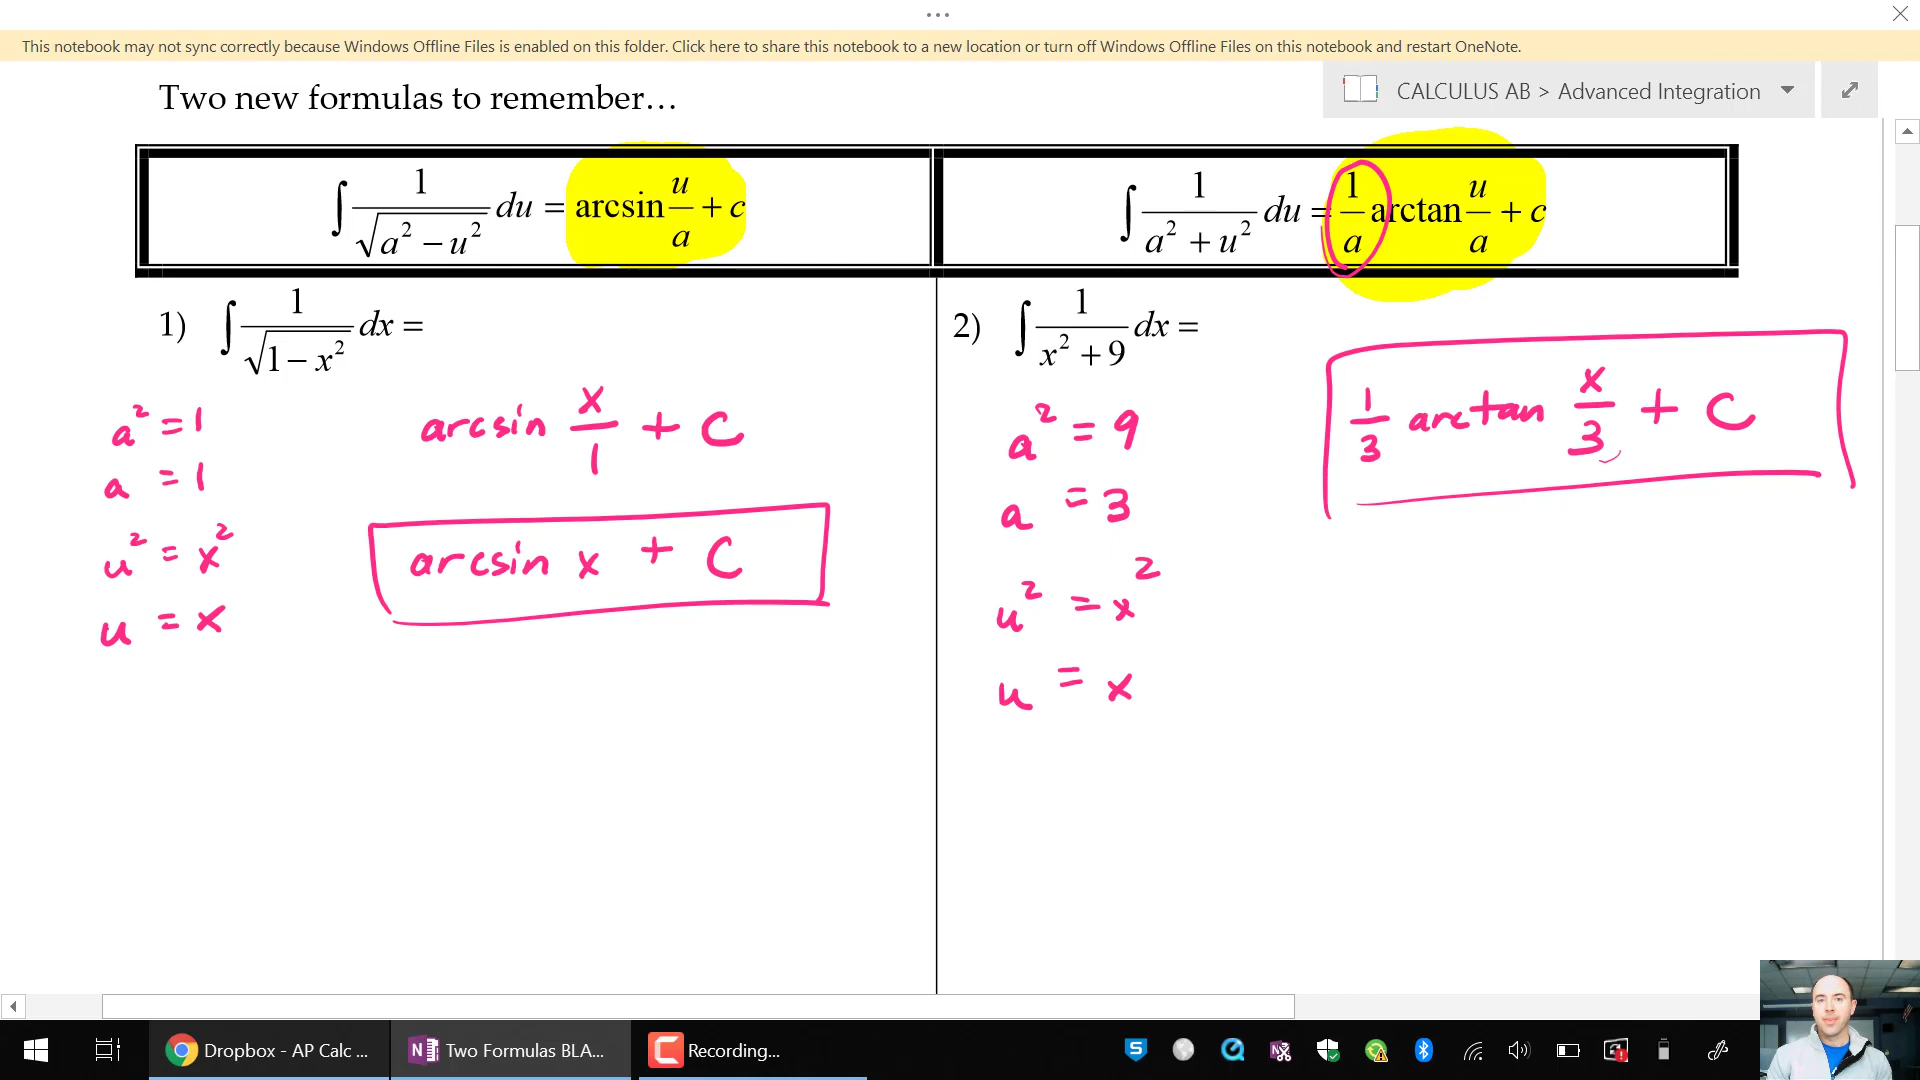 This notebook may not sync correctly because Windows Offline Files is enabled on this folder. Click here to share this notebook to a new location or turn off Windows Offline Files on this notebook and restart OneNote.
Two new formulas to remember…
CALCULUS AB > Advanced Integration
∫ 1/√(a² − u²) du = arcsin u/a + c
∫ 1/(a² + u²) du = 1/a arctan u/a + c
1) ∫ 1/√(1 − x²) dx =
a² = 1
a = 1
u² = x²
u = x
arcsin x/1 + C
arcsin x + C
2) ∫ 1/(x² + 9) dx =
a² = 9
a = 3
u² = x²
u = x
1/3 arctan x/3 + C
Dropbox - AP Calc ...
Two Formulas BLA...
Recording...